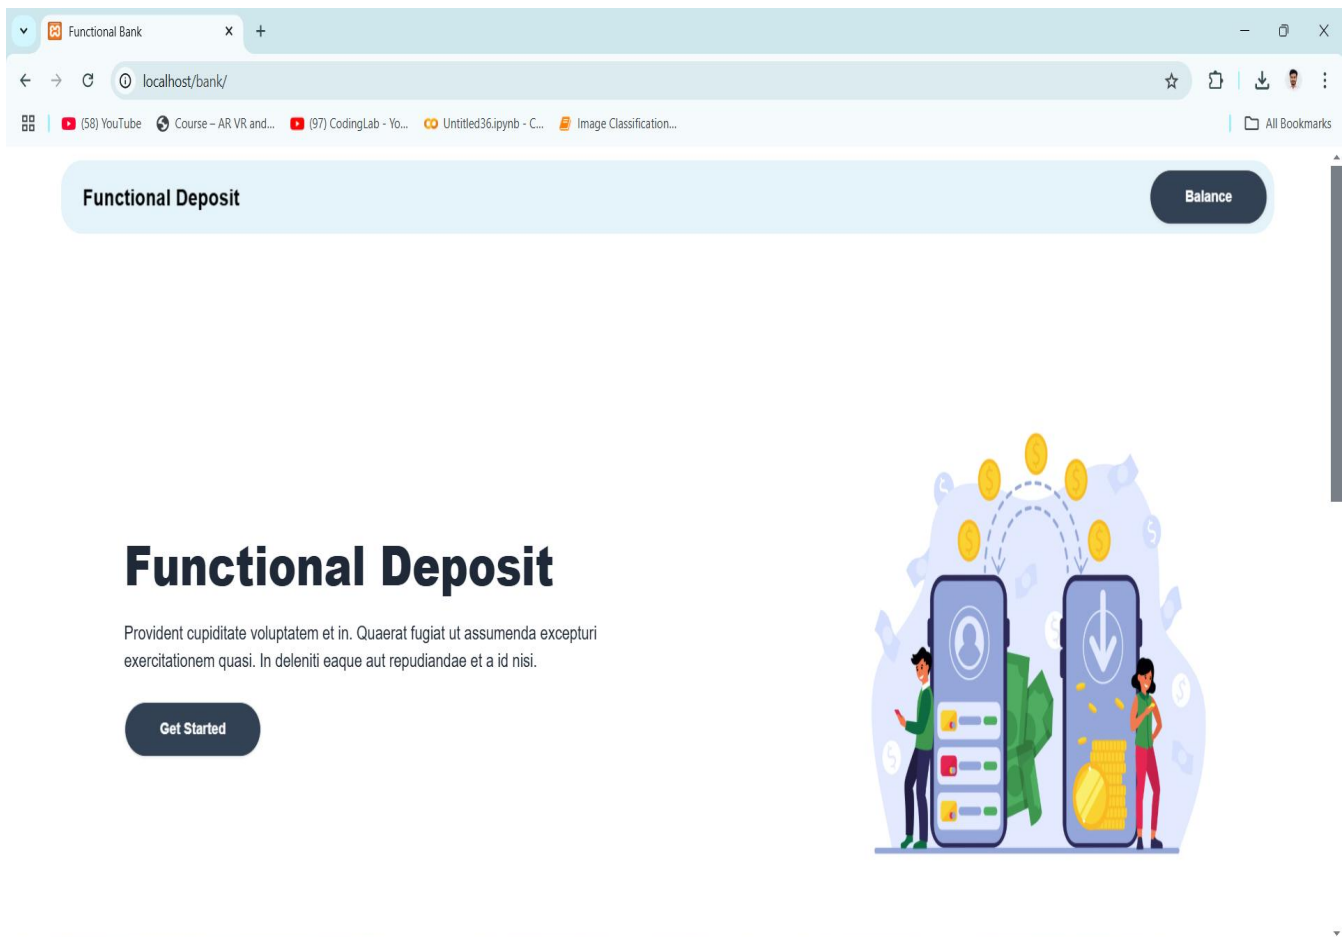 Functional Bank
localhost/bank/
(58) YouTube
Course – AR VR and...
(97) CodingLab - Yo...
Untitled36.ipynb - C...
Image Classification...
All Bookmarks
Functional Deposit
Balance
Functional Deposit
Provident cupiditate voluptatem et in. Quaerat fugiat ut assumenda excepturi
exercitationem quasi. In deleniti eaque aut repudiandae et a id nisi.
Get Started